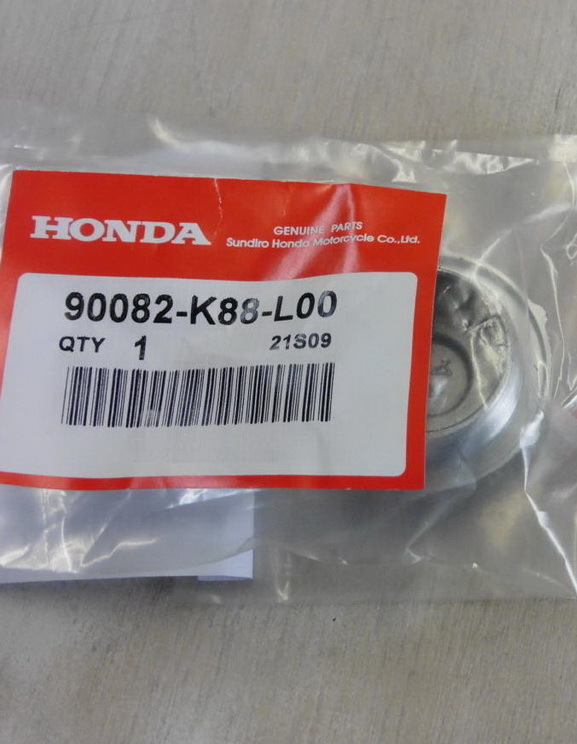 HONDA
GENUINE PARTS
Sundiro Honda Motorcycle Co.,Ltd.
90082-K88-L00
QTY 1 21S09